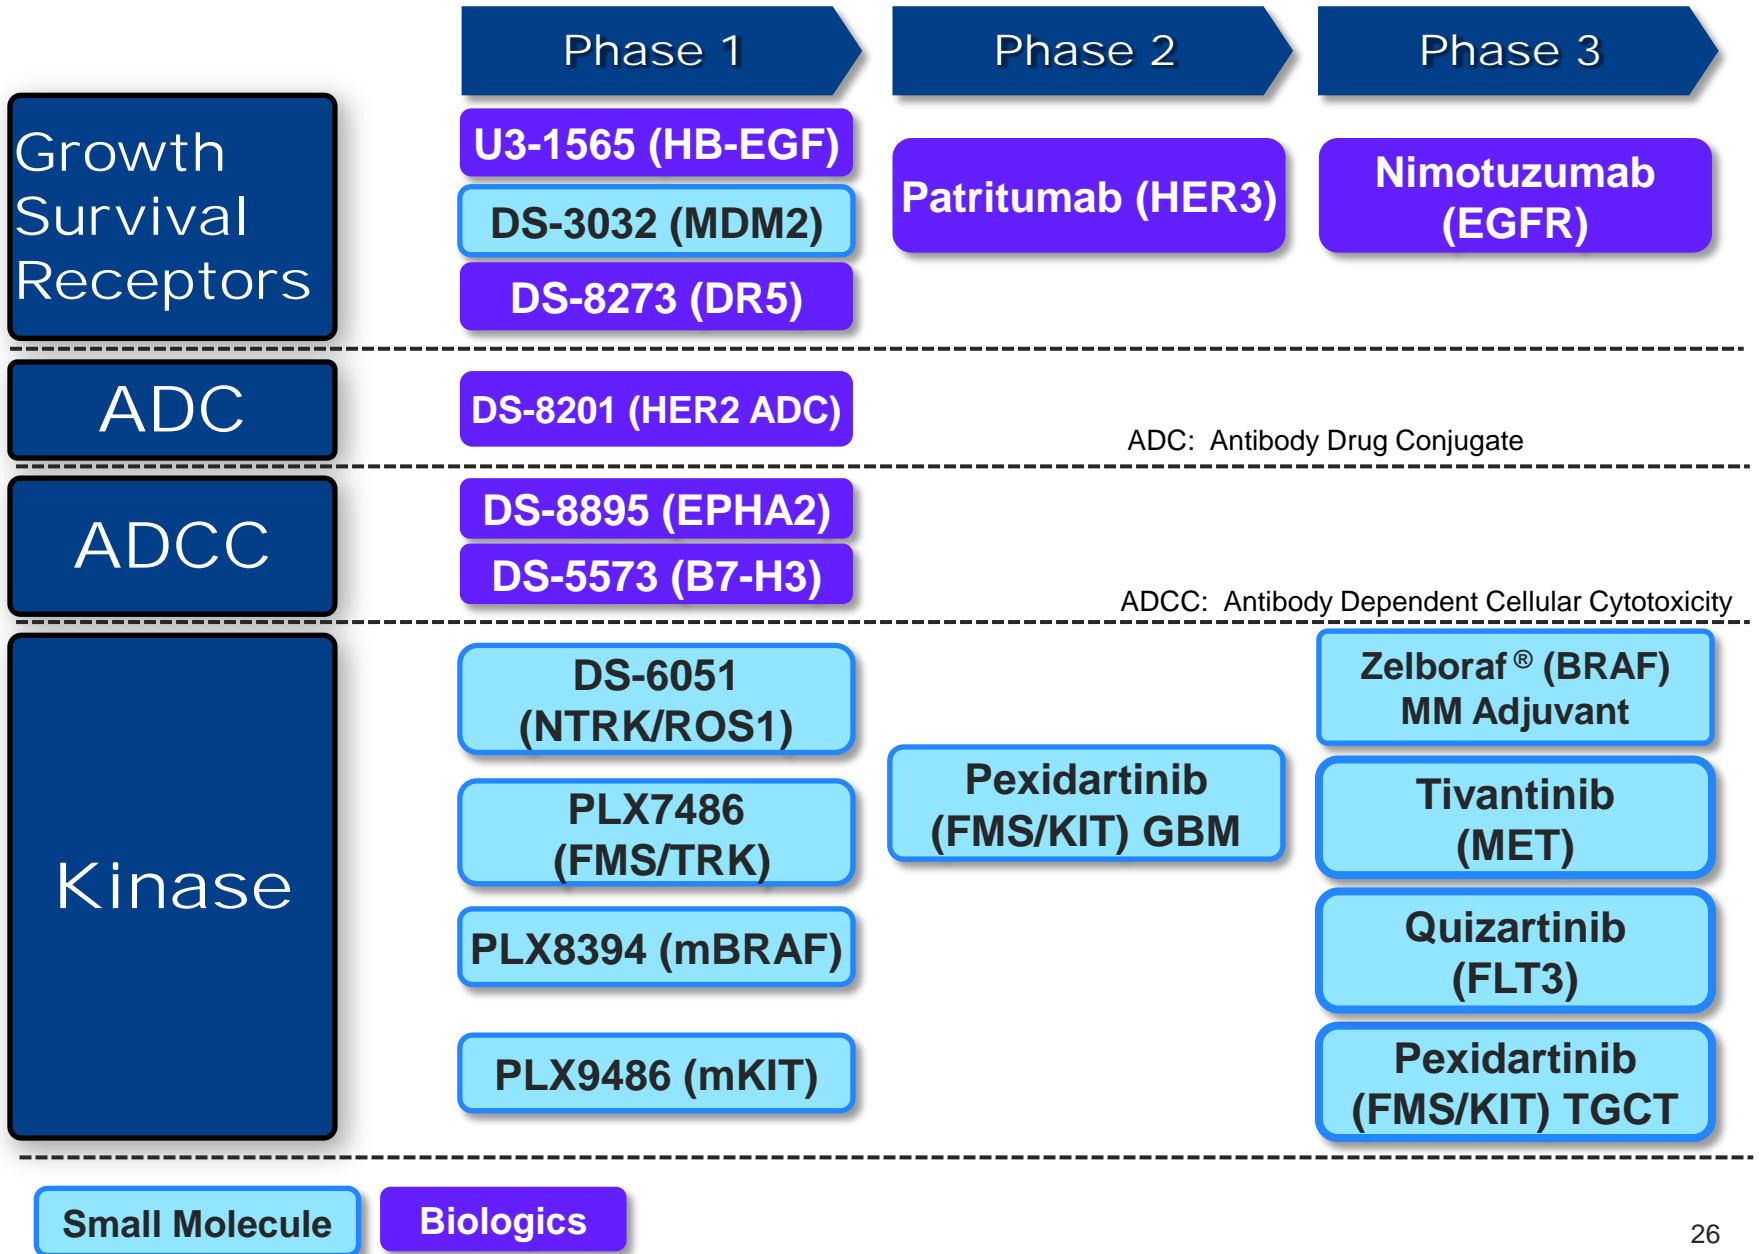 Phase 1
Phase 2
Phase 3
Growth
Survival
Receptors
U3-1565 (HB-EGF)
DS-3032 (MDM2)
DS-8273 (DR5)
Patritumab (HER3)
Nimotuzumab
(EGFR)
ADC
DS-8201 (HER2 ADC)
ADC: Antibody Drug Conjugate
ADCC
DS-8895 (EPHA2)
DS-5573 (B7-H3)
ADCC: Antibody Dependent Cellular Cytotoxicity
Kinase
DS-6051
(NTRK/ROS1)
PLX7486
(FMS/TRK)
PLX8394 (mBRAF)
PLX9486 (mKIT)
Pexidartinib
(FMS/KIT) GBM
Zelboraf ® (BRAF)
MM Adjuvant
Tivantinib
(MET)
Quizartinib
(FLT3)
Pexidartinib
(FMS/KIT) TGCT
Small Molecule
Biologics
26